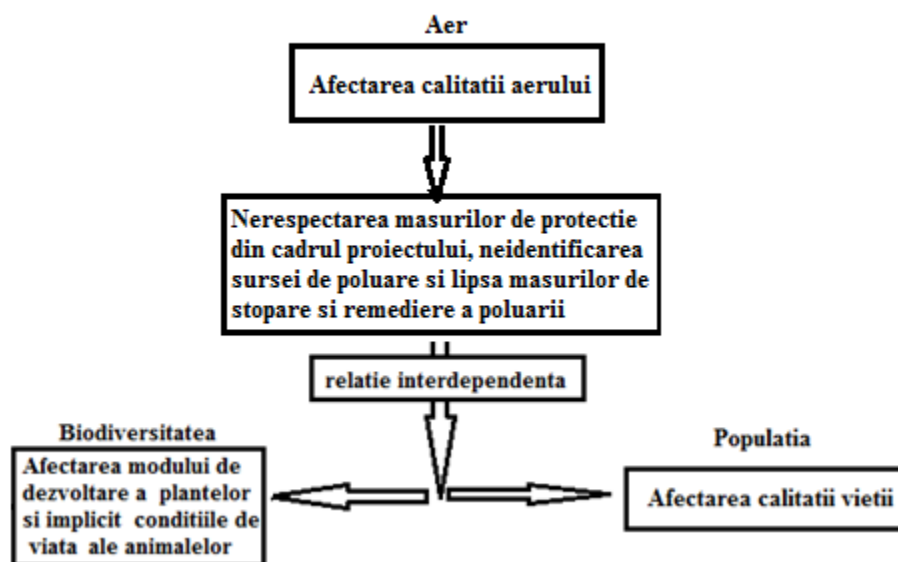 Aer
Afectarea calitatii aerului
Nerespectarea masurilor de protectie
din cadrul proiectului, neidentificarea
sursei de poluare si lipsa masurilor de
stopare si remediere a poluarii
relatie interdependenta
Biodiversitatea
Afectarea modului de
dezvoltare a plantelor
si implicit conditiile de
viata ale animalelor
Populatia
Afectarea calitatii vietii